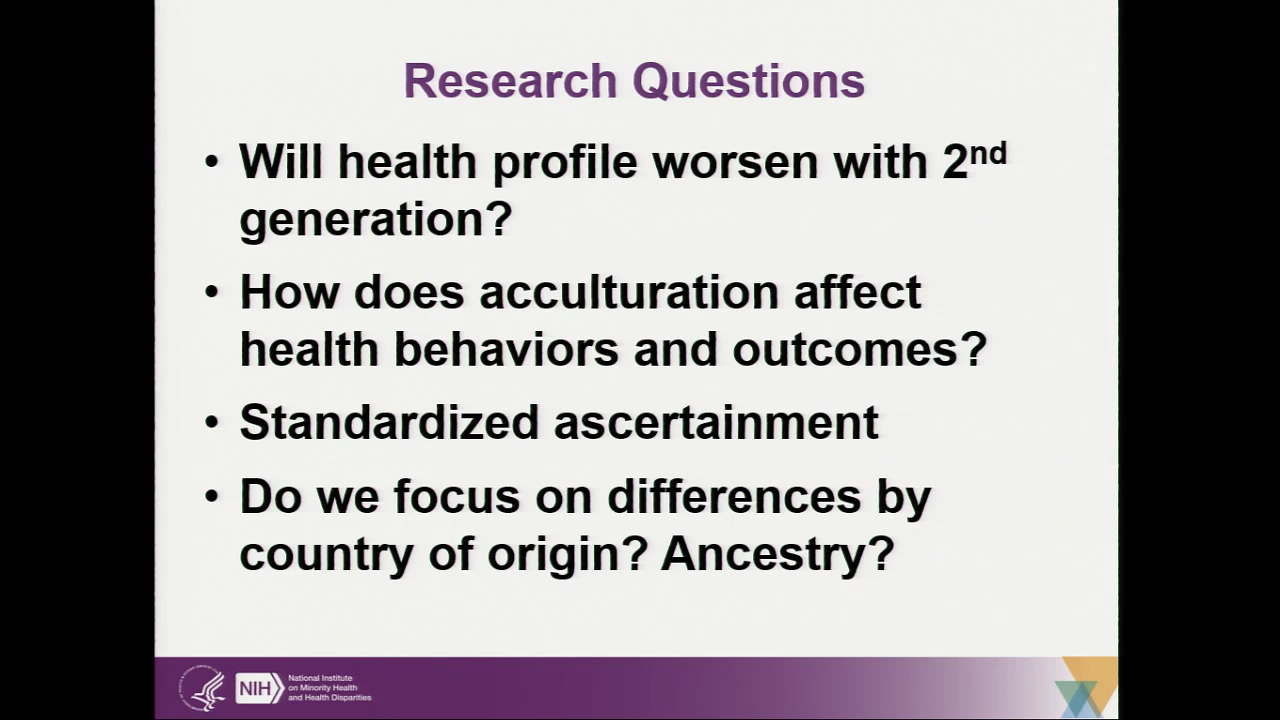 Research Questions
• Will health profile worsen with 2nd
generation?
• How does acculturation affect
health behaviors and outcomes?
• Standardized ascertainment
• Do we focus on differences by
country of origin? Ancestry?
NIH
National Institute
on Minority Health
and Health Disparities